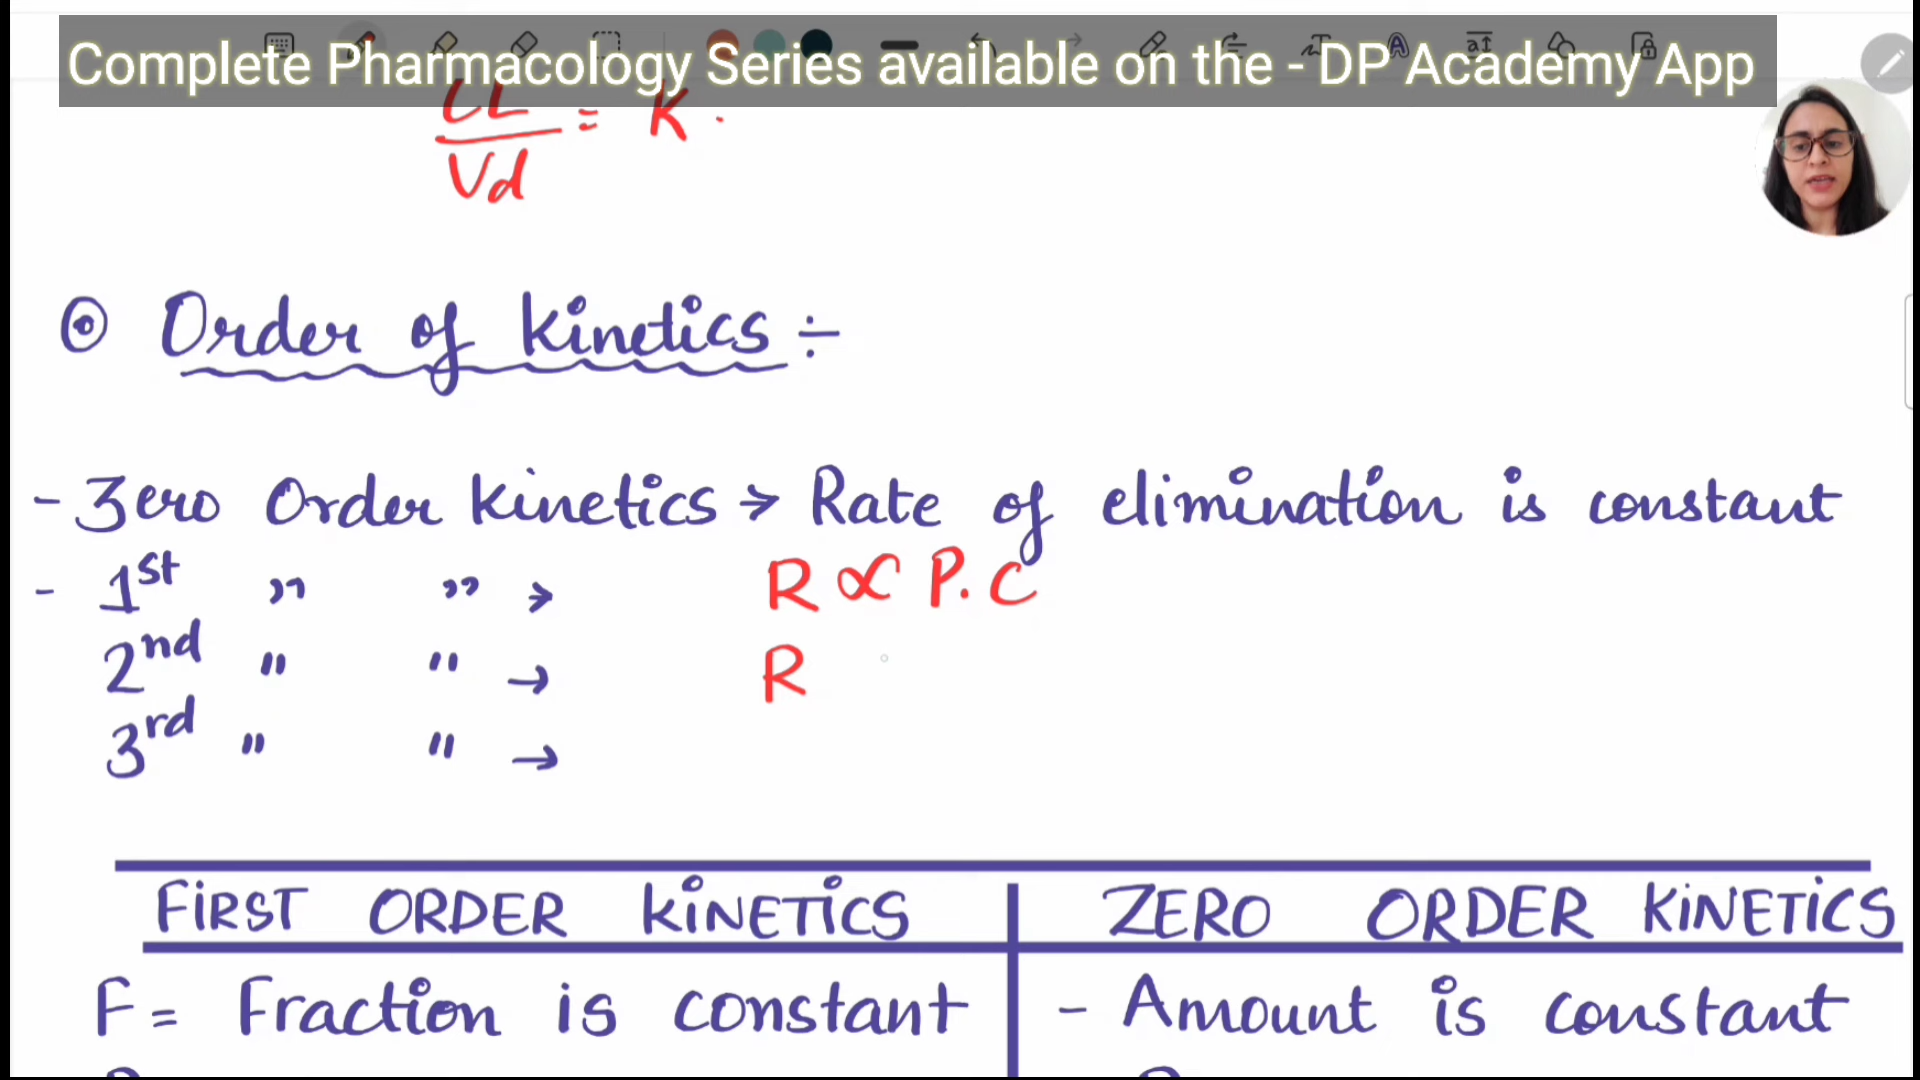 Complete Pharmacology Series available on the - DP Academy App
CL
Vd = K.
Order of kinetics ÷
- Zero Order kinetics → Rate of elimination is constant
- 1st " " → R ∝ P.C
2nd " " → R
3rd " " →
FIRST ORDER KINETICS
ZERO ORDER KINETICS
F = Fraction is constant
- Amount is constant